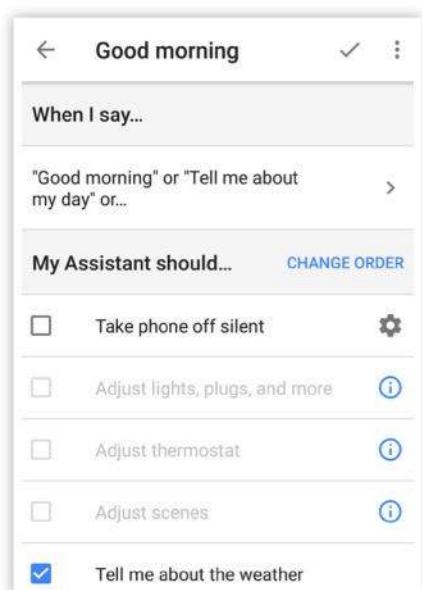 Good morning
When I say...
"Good morning" or "Tell me about
my day" or...
My Assistant should... CHANGE ORDER
Take phone off silent
Adjust lights, plugs, and more
Adjust thermostat
Adjust scenes
Tell me about the weather